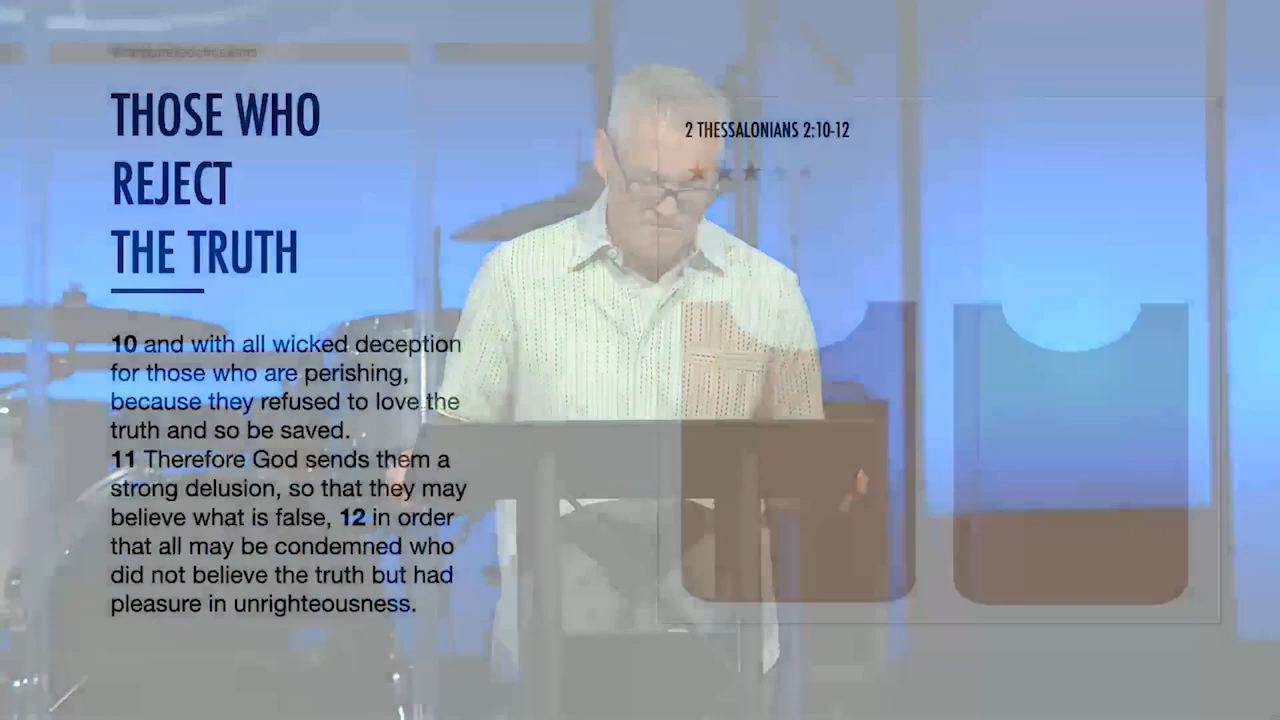 THOSE WHO
REJECT
THE TRUTH
10 and with all wicked deception
for those who are perishing,
because they refused to love the
truth and so be saved.
11 Therefore God sends them a
strong delusion, so that they may
believe what is false, 12 in order
that all may be condemned who
did not believe the truth but had
pleasure in unrighteousness.
2 THESSALONIANS 2:10-12